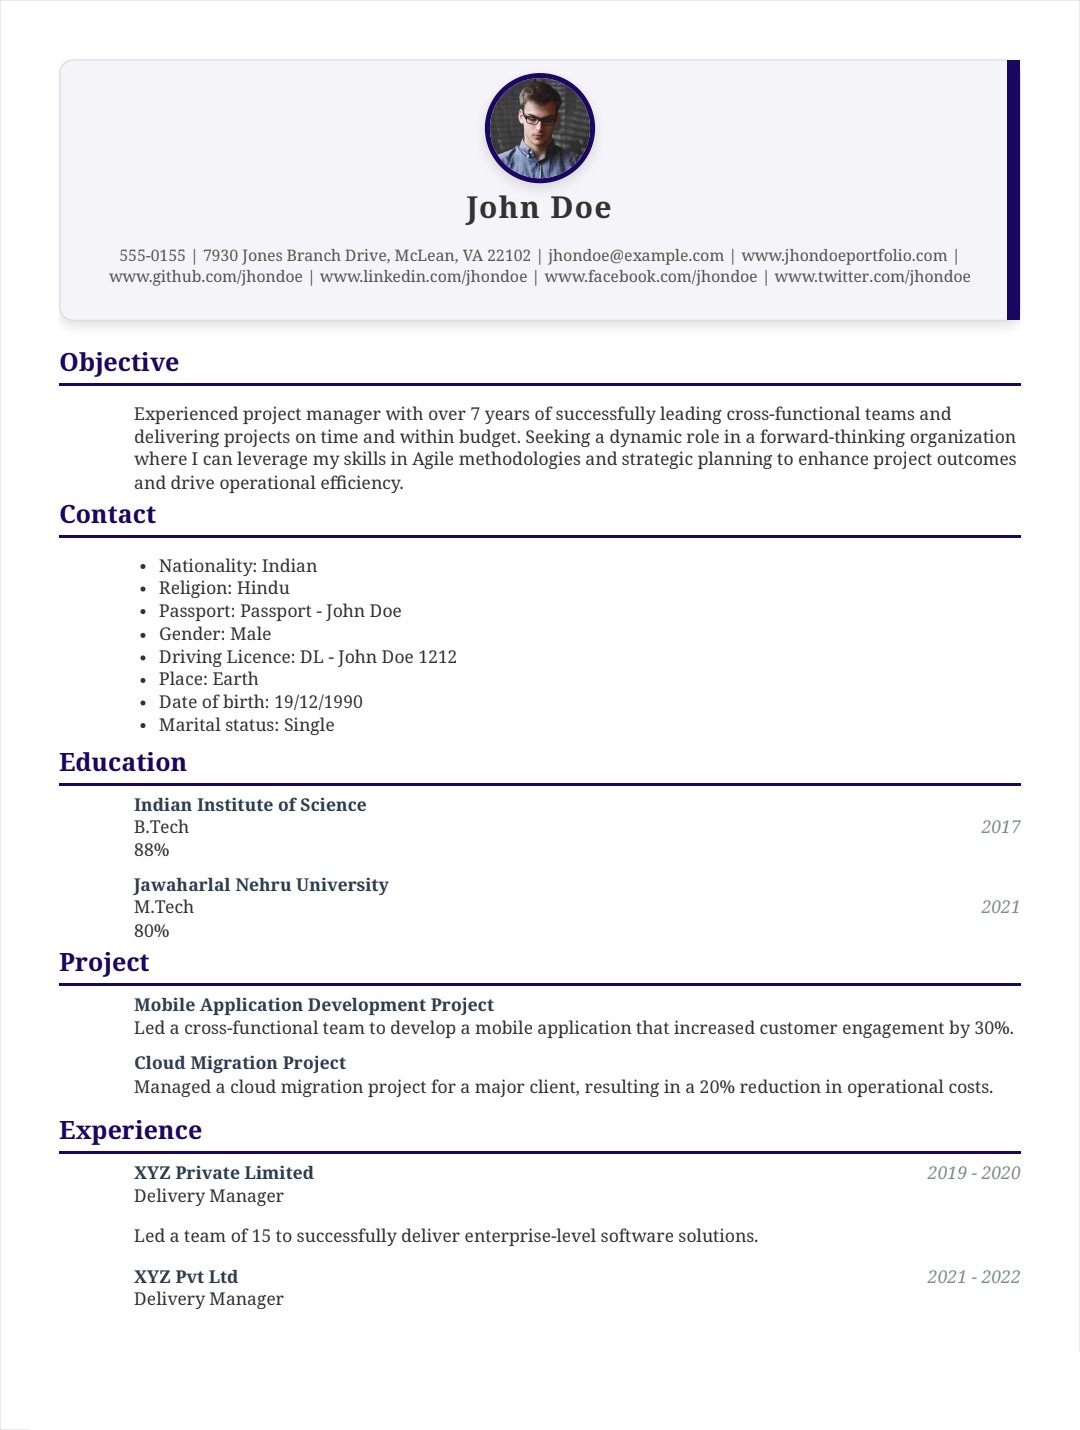 John Doe
555-0155 | 7930 Jones Branch Drive, McLean, VA 22102 | jhondoe@example.com | www.jhondoeportfolio.com |
www.github.com/jhondoe | www.linkedin.com/jhondoe | www.facebook.com/jhondoe | www.twitter.com/jhondoe
Objective
Experienced project manager with over 7 years of successfully leading cross-functional teams and
delivering projects on time and within budget. Seeking a dynamic role in a forward-thinking organization
where I can leverage my skills in Agile methodologies and strategic planning to enhance project outcomes
and drive operational efficiency.
Contact
• Nationality: Indian
• Religion: Hindu
• Passport: Passport - John Doe
• Gender: Male
• Driving Licence: DL - John Doe 1212
• Place: Earth
• Date of birth: 19/12/1990
• Marital status: Single
Education
Indian Institute of Science
B.Tech 2017
88%
Jawaharlal Nehru University
M.Tech 2021
80%
Project
Mobile Application Development Project
Led a cross-functional team to develop a mobile application that increased customer engagement by 30%.
Cloud Migration Project
Managed a cloud migration project for a major client, resulting in a 20% reduction in operational costs.
Experience
XYZ Private Limited 2019 - 2020
Delivery Manager
Led a team of 15 to successfully deliver enterprise-level software solutions.
XYZ Pvt Ltd 2021 - 2022
Delivery Manager